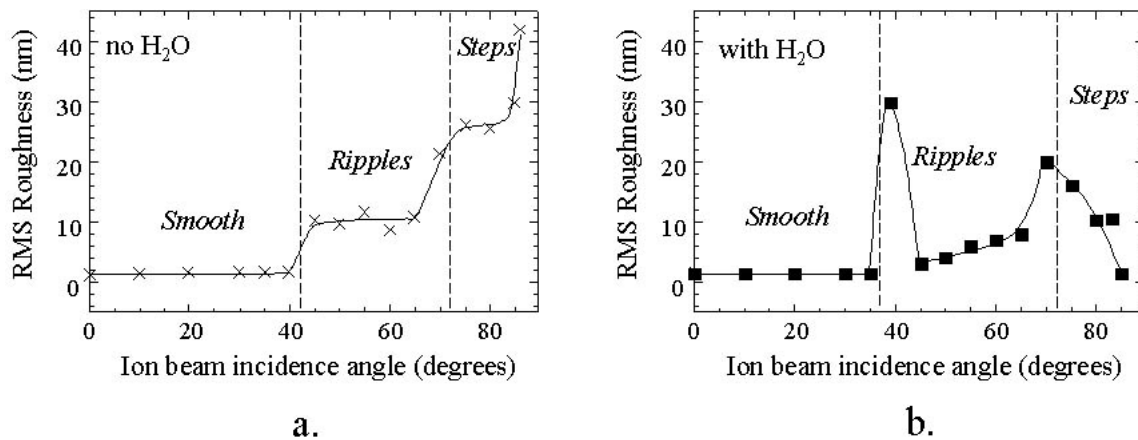 no H₂O
Steps
Ripples
Smooth
RMS Roughness (nm)
40
30
20
10
0
0 20 40 60 80
Ion beam incidence angle (degrees)
a.
with H₂O
Steps
Ripples
Smooth
RMS Roughness (nm)
40
30
20
10
0
0 20 40 60 80
Ion beam incidence angle (degrees)
b.